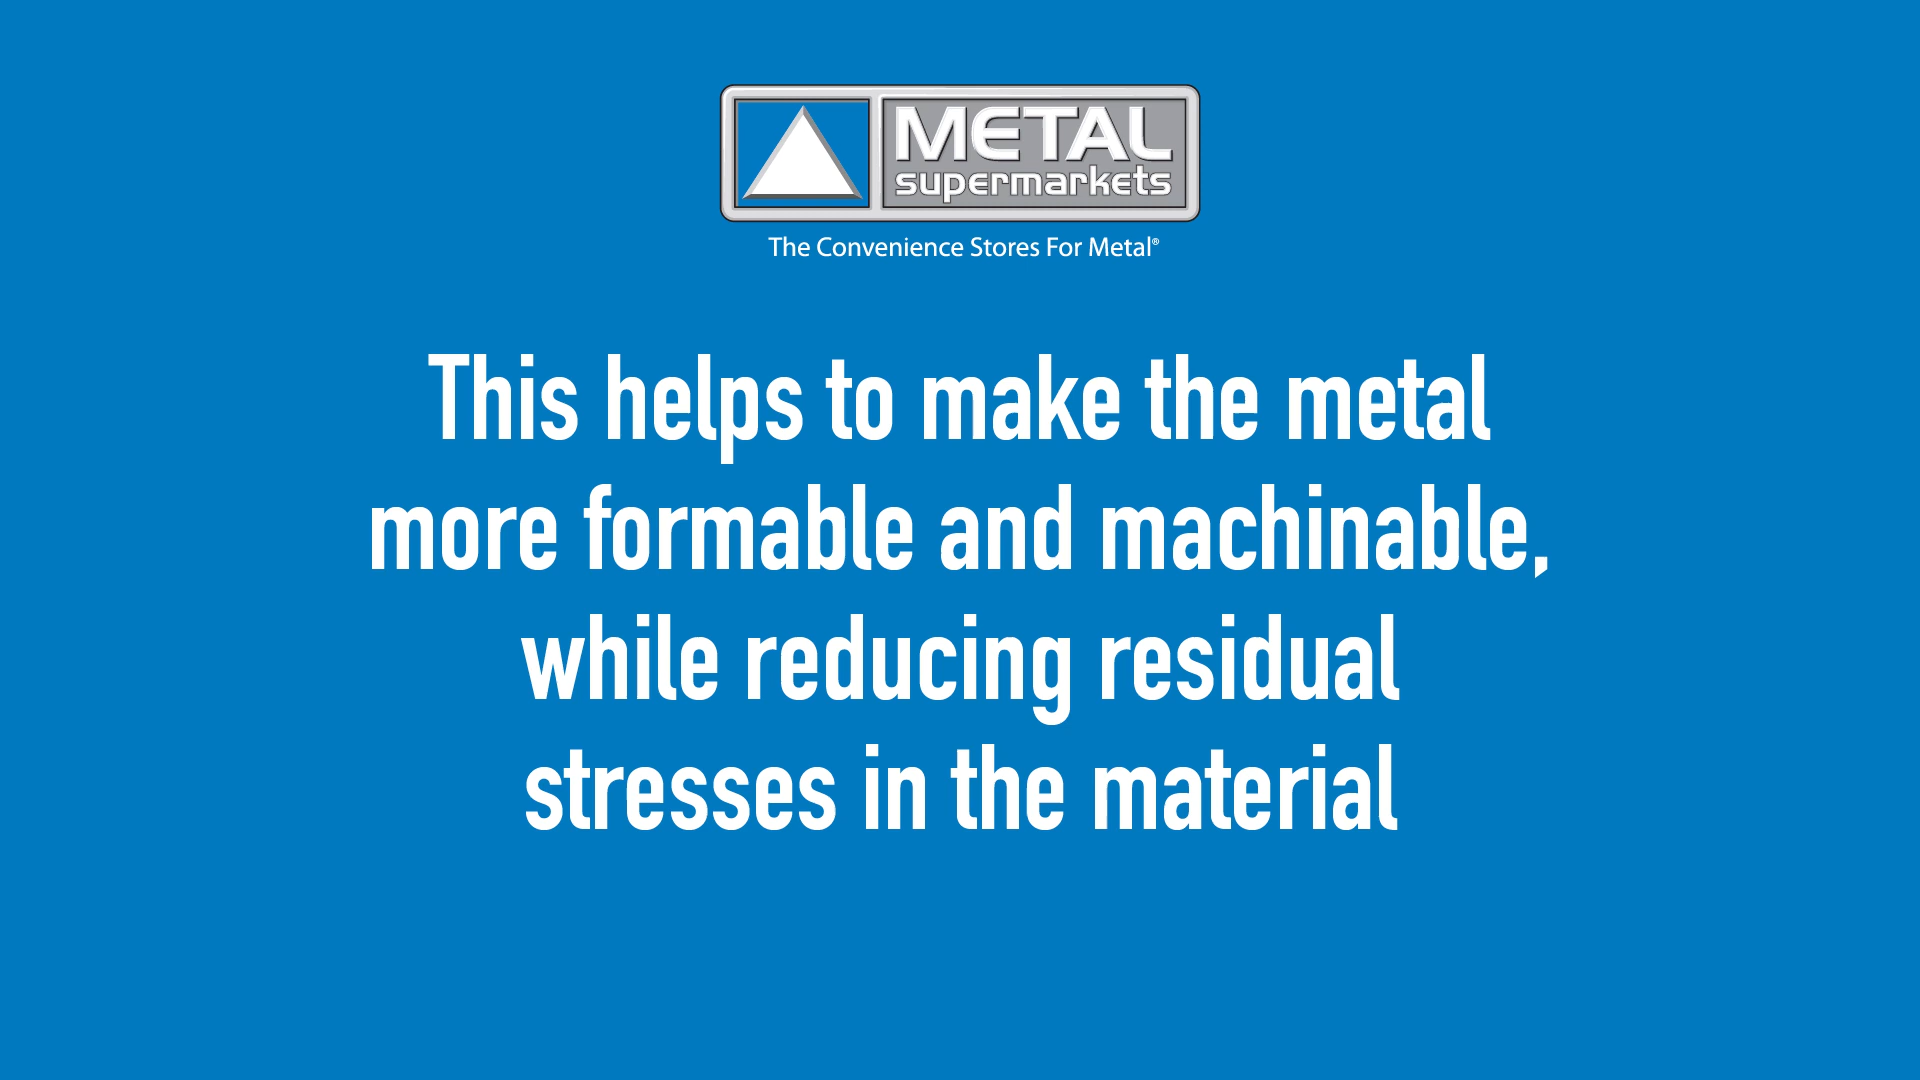 METAL
supermarkets
The Convenience Stores For Metal®
This helps to make the metal
more formable and machinable,
while reducing residual
stresses in the material